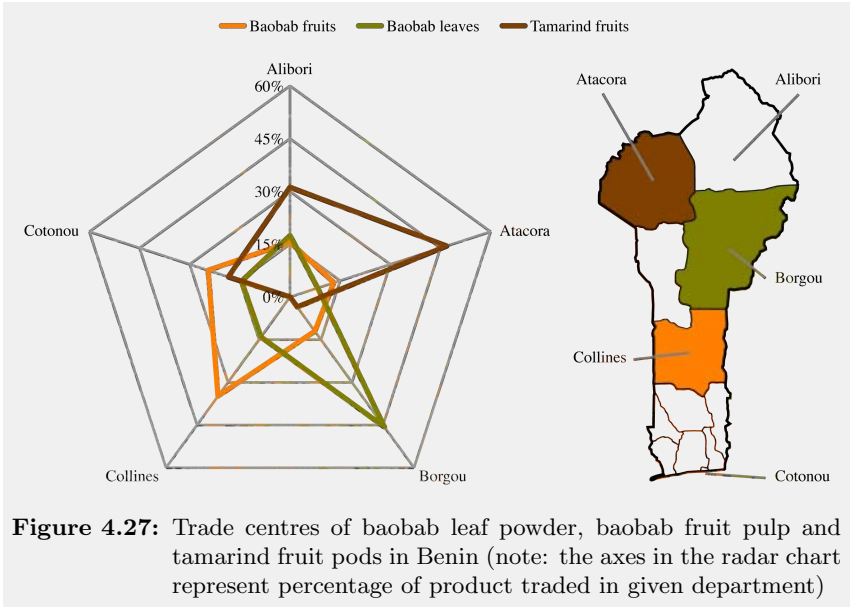 Baobab fruits Baobab leaves Tamarind fruits
Alibori
60%
45%
30%
15%
0%
Cotonou
Atacora
Collines
Borgou
Atacora
Alibori
Borgou
Collines
Cotonou
Figure 4.27: Trade centres of baobab leaf powder, baobab fruit pulp and
tamarind fruit pods in Benin (note: the axes in the radar chart
represent percentage of product traded in given department)